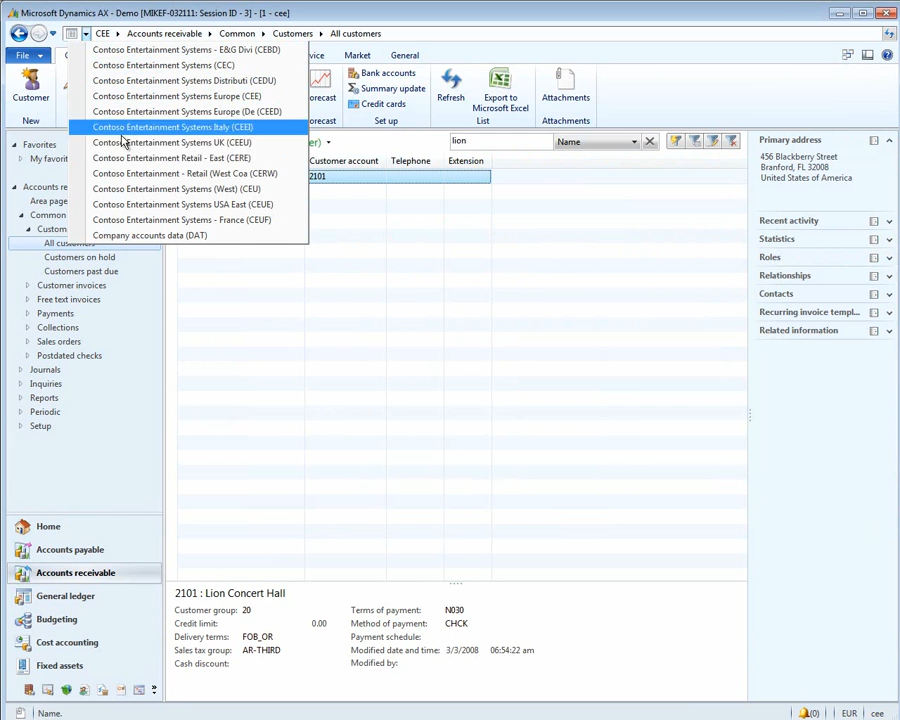 Microsoft Dynamics AX - Demo [MIKEF-032111: Session ID - 3] - [1 - cee]
CEE
Accounts receivable
Common
Customers
All customers
File
vice
Market
General
Customer
New
orecast
orecast
Bank accounts
Summary update
Credit cards
Set up
Refresh
Export to
Microsoft Excel
List
Attachments
Attachments
Contoso Entertainment Systems - E&G Divi (CEBD)
Contoso Entertainment Systems (CEC)
Contoso Entertainment Systems Distributi (CEDU)
Contoso Entertainment Systems Europe (CEE)
Contoso Entertainment Systems Europe (De (CEED)
Contoso Entertainment Systems Italy (CEEI)
Contoso Entertainment Systems UK (CEEU)
Contoso Entertainment Retail - East (CERE)
Contoso Entertainment - Retail (West Coa (CERW)
Contoso Entertainment Systems (West) (CEU)
Contoso Entertainment Systems USA East (CEUE)
Contoso Entertainment Systems - France (CEUF)
Company accounts data (DAT)
Favorites
My favorit
Accounts re
Area page
Common
Custom
All customers
Customers on hold
Customers past due
Customer invoices
Free text invoices
Payments
Collections
Sales orders
Postdated checks
Journals
Inquiries
Reports
Periodic
Setup
Home
Accounts payable
Accounts receivable
General ledger
Budgeting
Cost accounting
Fixed assets
er)
lion
Name
Customer account
Telephone
Extension
2101
Primary address
456 Blackberry Street
Branford, FL 32008
Virginia
Recent activity
Statistics
Roles
Relationships
Contacts
Recurring invoice templ...
Related information
2101 : Lion Concert Hall
Customer group: 20
Credit limit: 0.00
Delivery terms: FOB_OR
Sales tax group: AR-THIRD
Cash discount:
Terms of payment: N030
Method of payment: CHCK
Payment schedule:
Modified date and time: 3/3/2008 06:54:22 am
Modified by:
Name.
(0)
EUR
cee